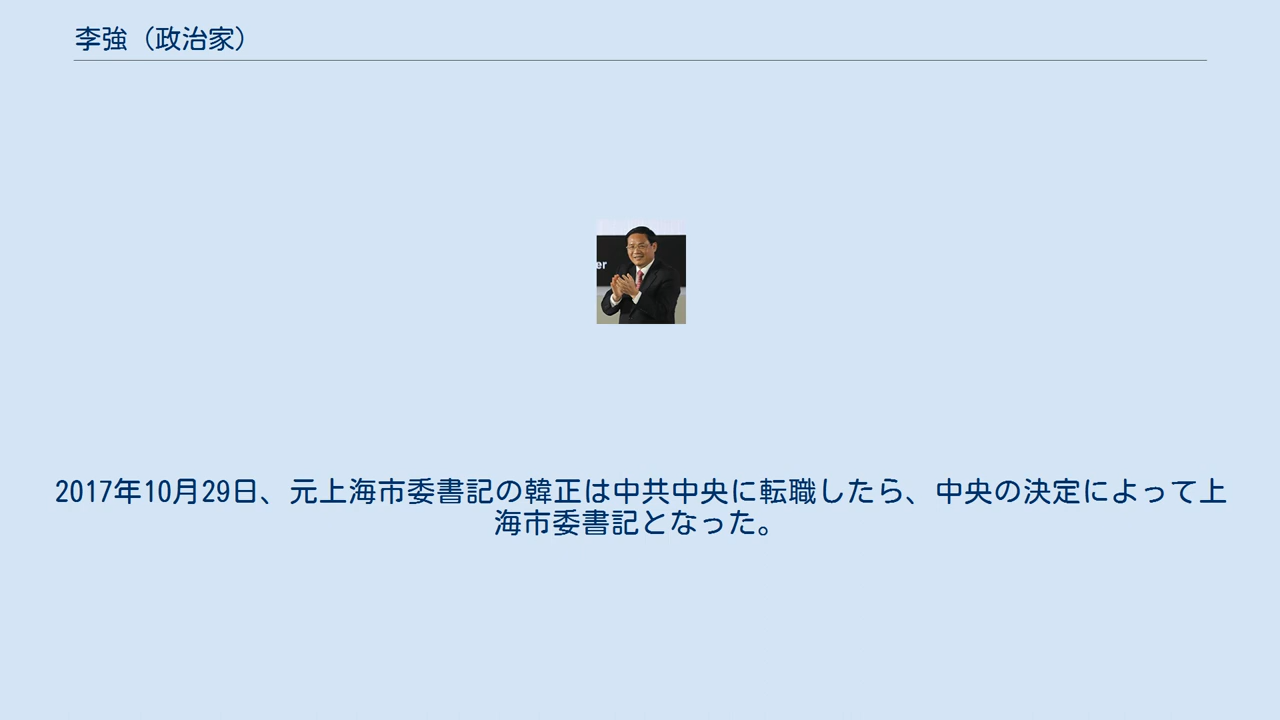 李強（政治家）
er
2017年10月29日、元上海市委書記の韓正は中共中央に転職したら、中央の決定によって上
海市委書記となった。